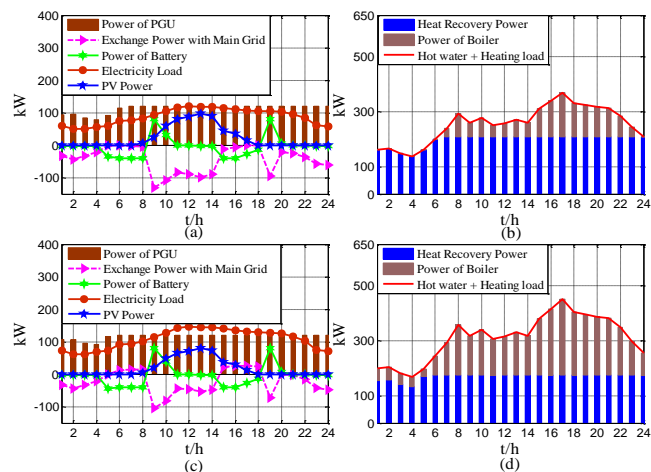 (a)
400
300
200
100
0
-100
kW
Power of PGU
Exchange Power with Main Grid
Power of Battery
Electricity Load
PV Power
2 4 6 8 10 12 14 16 18 20 22 24
t/h
(a)
(b)
650
300
110
0
kW
Heat Recovery Power
Power of Boiler
Hot water + Heating load
2 4 6 8 10 12 14 16 18 20 22 24
t/h
(b)
400
300
200
100
0
-100
kW
Power of PGU
Exchange Power with Main Grid
Power of Battery
Electricity Load
PV Power
2 4 6 8 10 12 14 16 18 20 22 24
t/h
(c)
650
300
110
0
kW
Heat Recovery Power
Power of Boiler
Hot water + Heating load
2 4 6 8 10 12 14 16 18 20 22 24
t/h
(d)